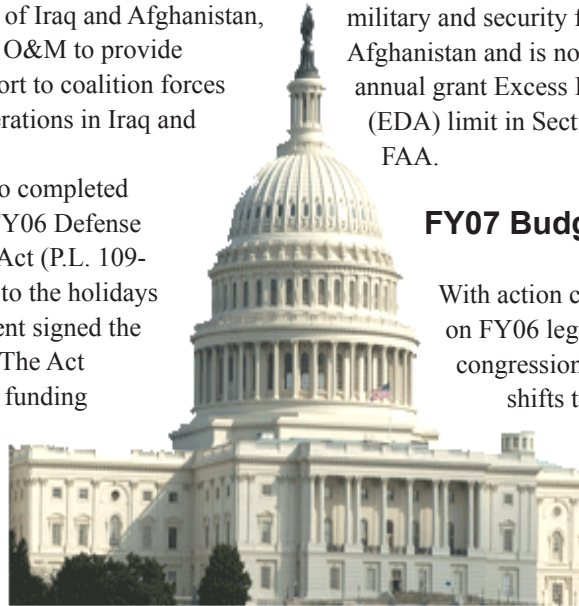 of Iraq and Afghanistan,
O&M to provide
ort to coalition forces
erations in Iraq and
o completed
FY06 Defense
Act (P.L. 109-
to the holidays
ent signed the
The Act
funding
military and security f
Afghanistan and is no
annual grant Excess
(EDA) limit in Sect
FAA.
FY07 Budg
With action c
on FY06 leg
congression
shifts t